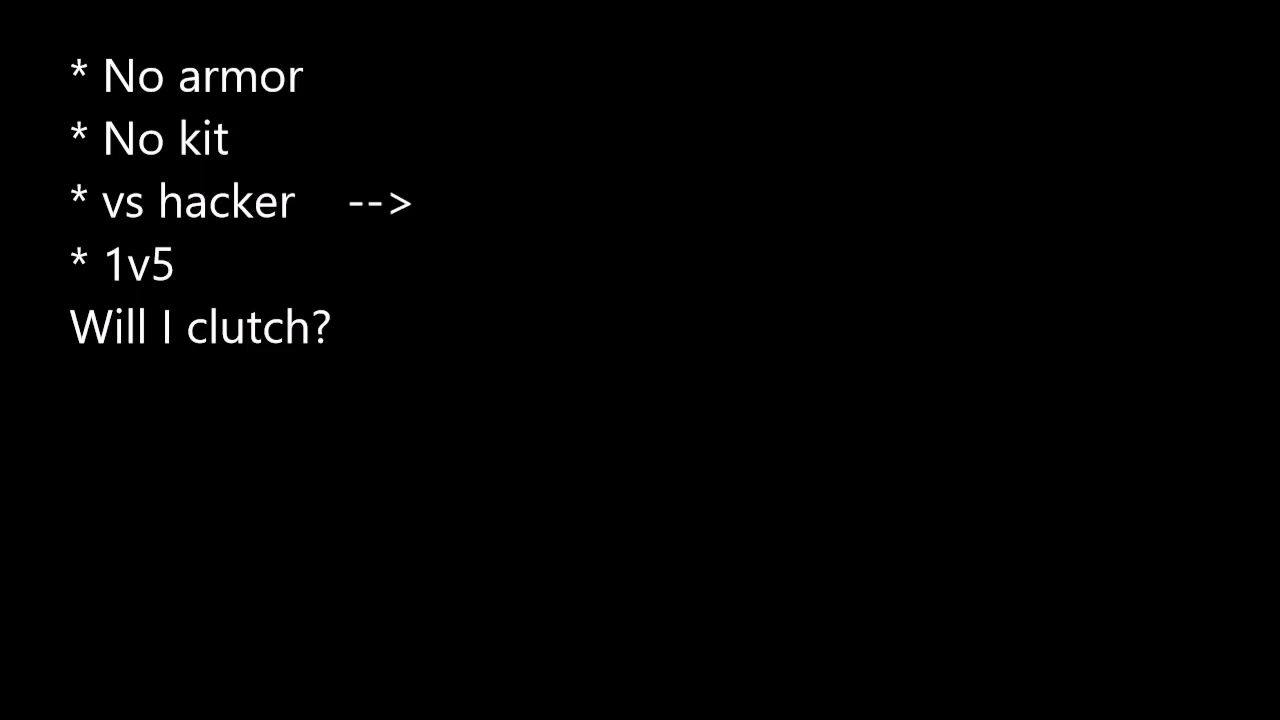 * No armor
* No kit
* vs hacker -->
* 1v5
Will I clutch?